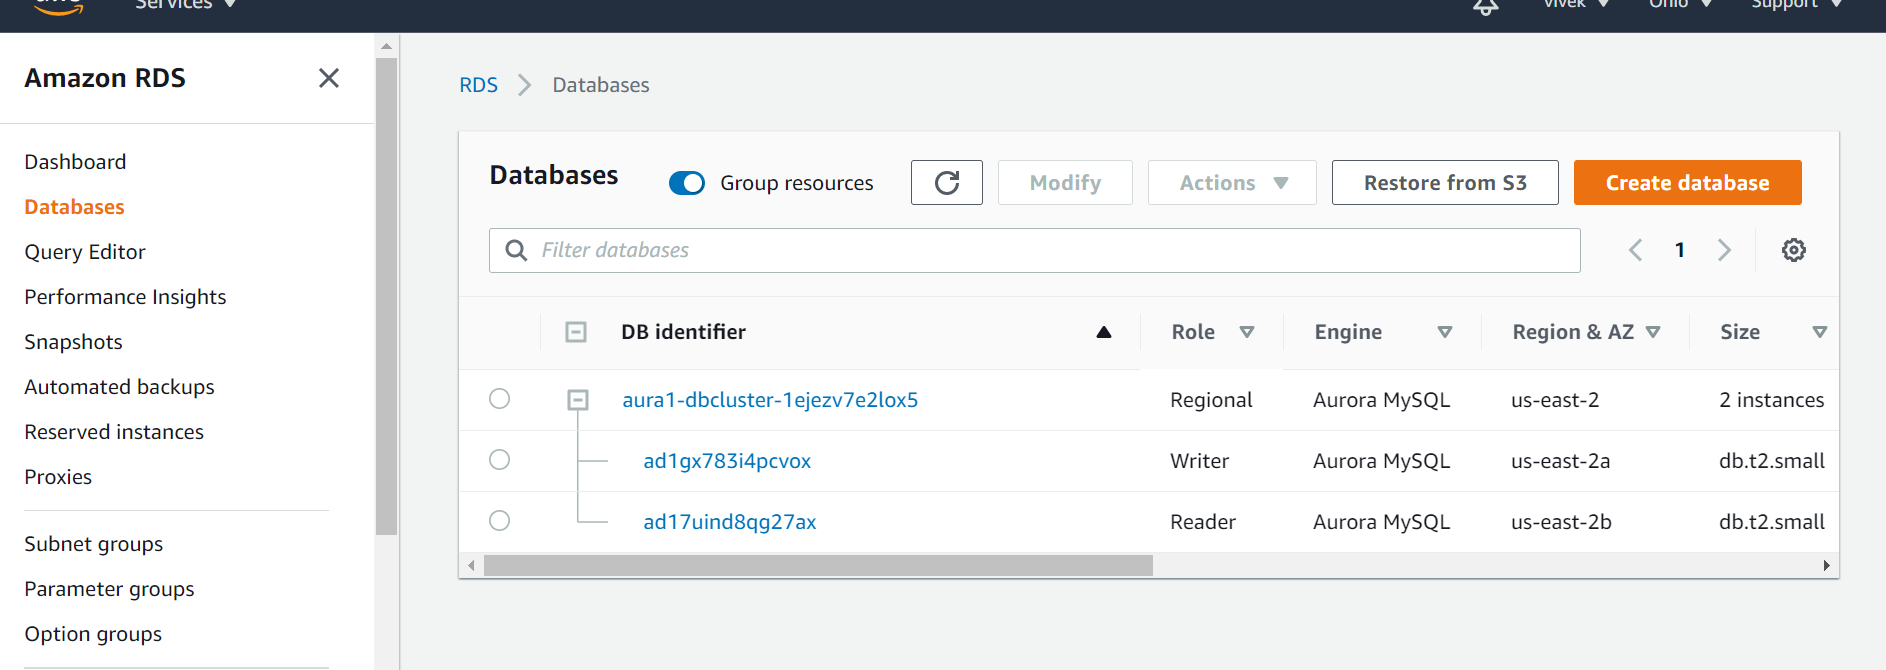 aws Services Vivek Ohio Support
Amazon RDS
Dashboard
Databases
Query Editor
Performance Insights
Snapshots
Automated backups
Reserved instances
Proxies
Subnet groups
Parameter groups
Option groups
RDS Databases
Databases Group resources Modify Actions Restore from S3 Create database
Filter databases 1
DB identifier Role Engine Region & AZ Size
aura1-dbcluster-1ejezv7e2lox5 Regional Aurora MySQL us-east-2 2 instances
ad1gx783i4pcvox Writer Aurora MySQL us-east-2a db.t2.small
ad17uind8qg27ax Reader Aurora MySQL us-east-2b db.t2.small